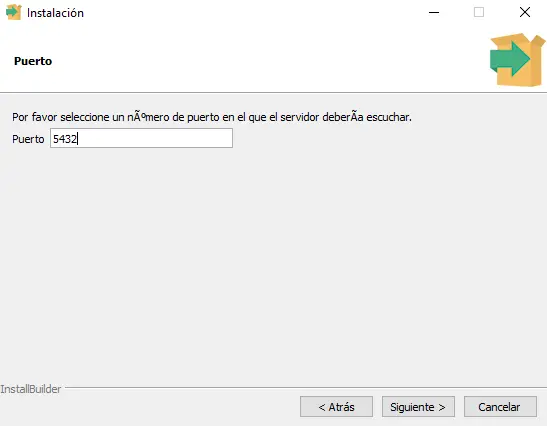 Instalación
Puerto
Por favor seleccione un nÃºmero de puerto en el que el servidor deberÃa escuchar.
Puerto 5432
InstallBuilder
< Atrás Siguiente > Cancelar